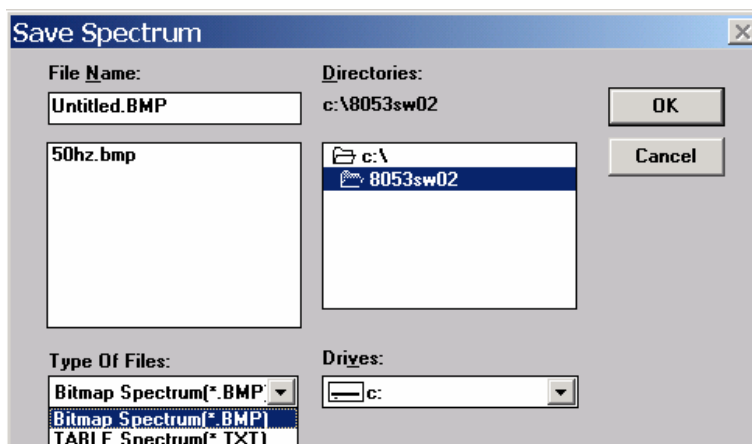 Save Spectrum
File Name:
Untitled.BMP
50hz.bmp
Directories:
c:\8053sw02
c:\
8053sw02
OK
Cancel
Type Of Files:
Bitmap Spectrum(*.BMP)
Bitmap Spectrum(*.BMP)
TABLE Spectrum(*.TXT)
Drives:
c: